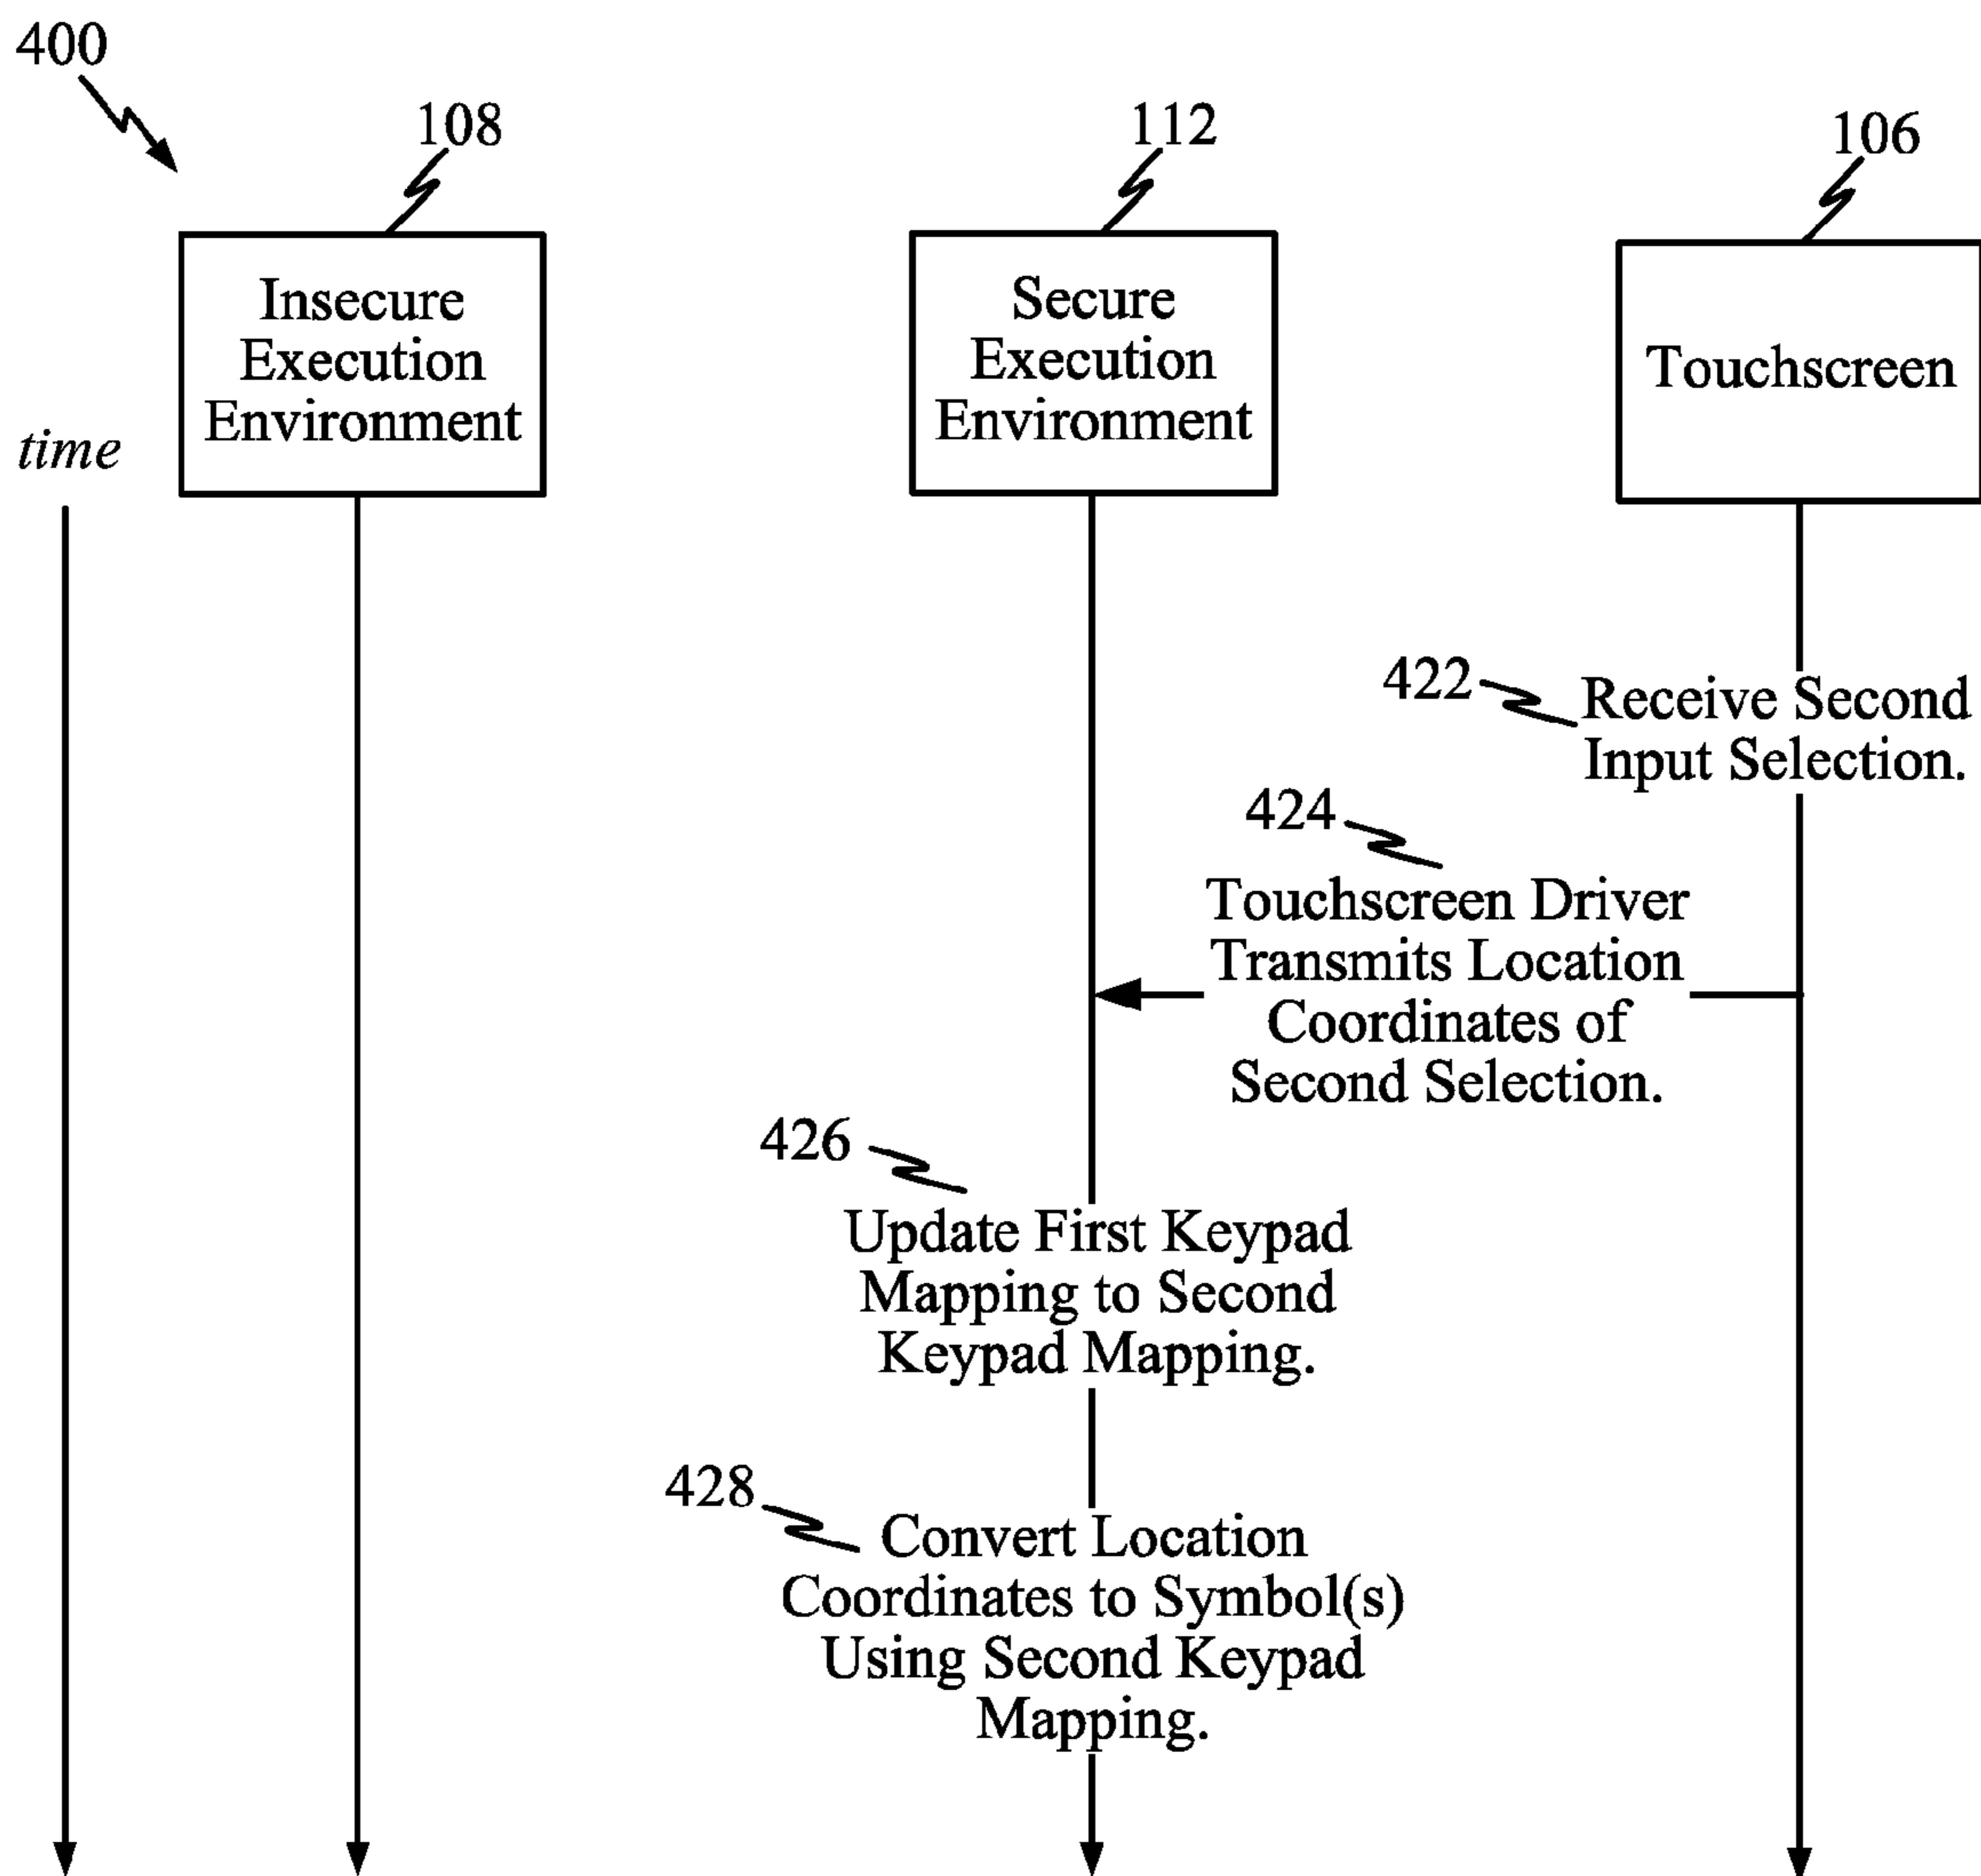 400
108
112
106
Insecure
Execution
Environment
Secure
Execution
Environment
Touchscreen
time
422
Receive Second
Input Selection.
424
Touchscreen Driver
Transmits Location
Coordinates of
Second Selection.
426
Update First Keypad
Mapping to Second
Keypad Mapping.
428
Convert Location
Coordinates to Symbol(s)
Using Second Keypad
Mapping.